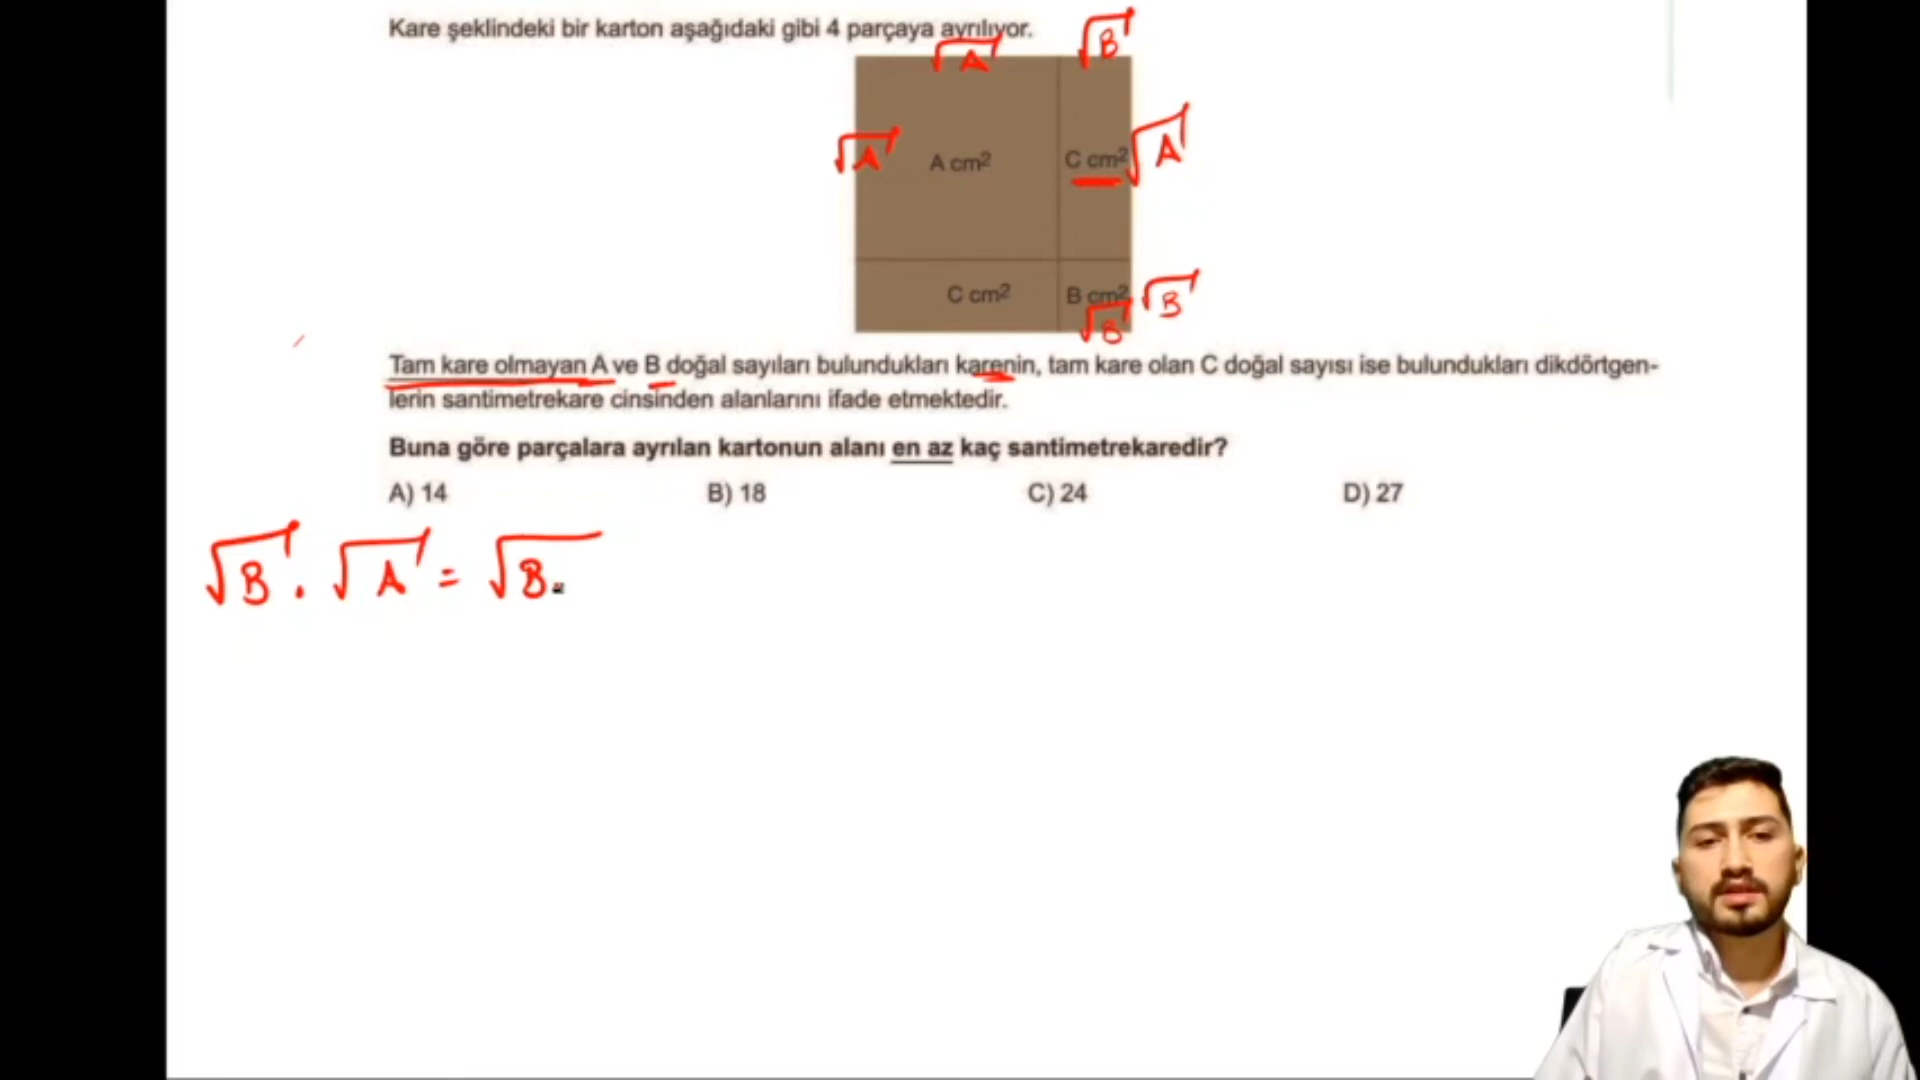 Kare şeklindeki bir karton aşağıdaki gibi 4 parçaya ayrılıyor.
√A √B
√A A cm² C cm² √A
C cm² B cm² √B
√B
Tam kare olmayan A ve B doğal sayıları bulundukları karenin, tam kare olan C doğal sayısı ise bulundukları dikdörtgen-
lerin santimetrekare cinsinden alanlarını ifade etmektedir.
Buna göre parçalara ayrılan kartonun alanı en az kaç santimetrekaredir?
A) 14 B) 18 C) 24 D) 27
√B . √A = √B.